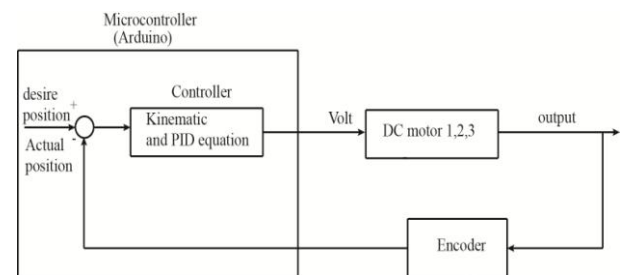 Microcontroller
(Arduino)
desire
position
+
-
Actual
position
Controller
Kinematic
and PID equation
Volt
DC motor 1,2,3
output
Encoder